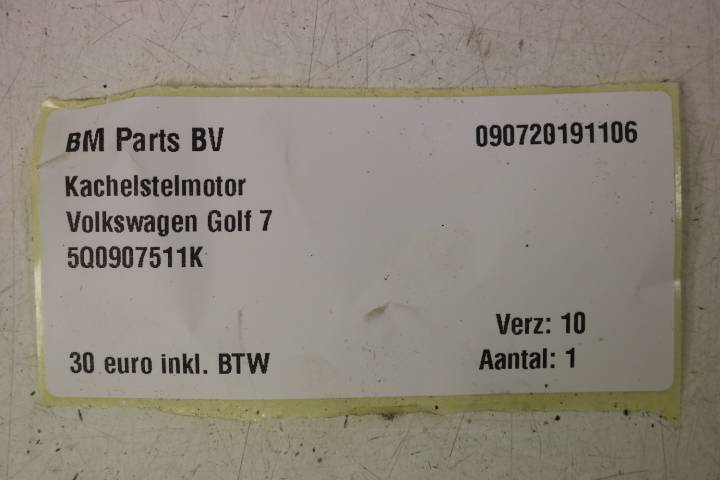 BM Parts BV 090720191106
Kachelstelmotor
Volkswagen Golf 7
5Q0907511K
Verz: 10
30 euro inkl. BTW Aantal: 1